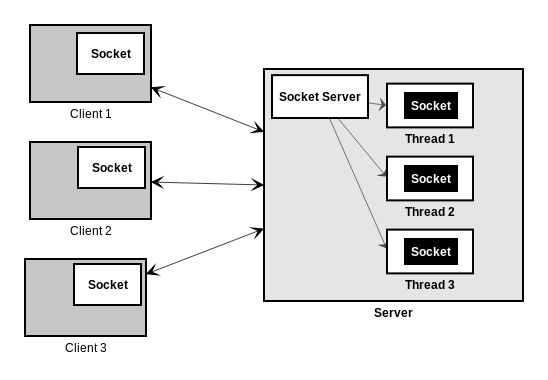 Socket
Client 1
Socket
Client 2
Socket
Client 3
Socket Server
Socket
Thread 1
Socket
Thread 2
Socket
Thread 3
Server